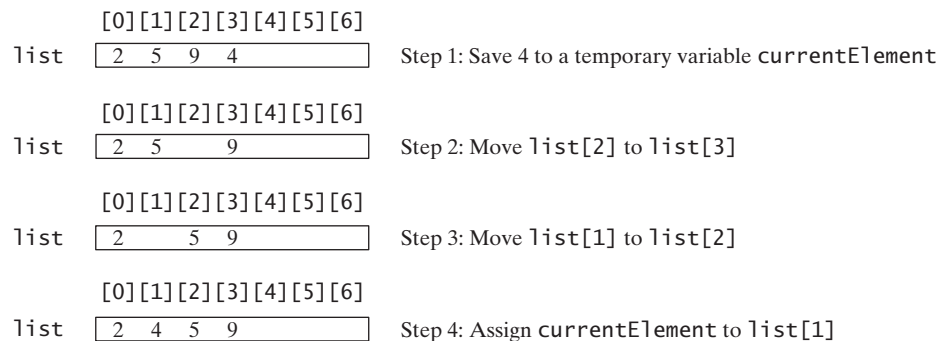 [0][1][2][3][4][5][6]
list 2 5 9 4 Step 1: Save 4 to a temporary variable currentElement
[0][1][2][3][4][5][6]
list 2 5 9 Step 2: Move list[2] to list[3]
[0][1][2][3][4][5][6]
list 2 5 9 Step 3: Move list[1] to list[2]
[0][1][2][3][4][5][6]
list 2 4 5 9 Step 4: Assign currentElement to list[1]